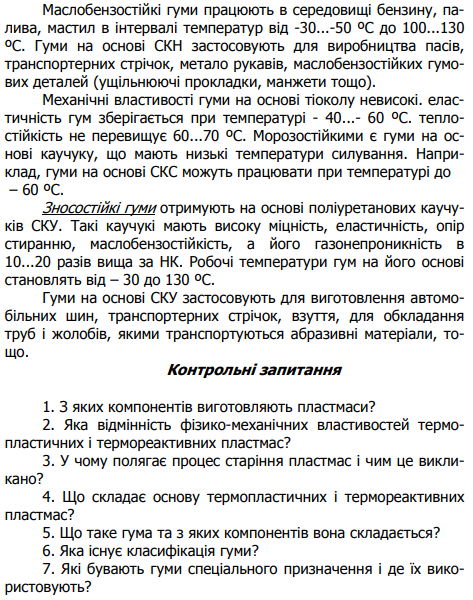 Маслобензостійкі гуми працюють в середовищі бензину, па-
лива, мастил в інтервалі температур від -30...-50 ºС до 100...130
ºС. Гуми на основі СКН застосовують для виробництва пасів,
транспортерних стрічок, метало рукавів, маслобензостійких гумо-
вих деталей (ущільнюючі прокладки, манжети тощо).
Механічні властивості гуми на основі тіоколу невисокі. елас-
тичність гум зберігається при температурі - 40...- 60 ºС. тепло-
стійкість не перевищує 60...70 ºС. Морозостійкими є гуми на ос-
нові каучуку, що мають низькі температури силування. Напри-
клад, гуми на основі СКС можуть працювати при температурі до
– 60 ºС.
Зносостійкі гуми отримують на основі поліуретанових каучу-
ків СКУ. Такі каучукі мають високу міцність, еластичність, опір
стиранню, маслобензостійкість, а його газонепроникність в
10...20 разів вища за НК. Робочі температури гум на його основі
становлять від – 30 до 130 ºС.
Гуми на основі СКУ застосовують для виготовлення автомо-
більних шин, транспортерних стрічок, взуття, для обкладання
труб і жолобів, якими транспортуються абразивні матеріали, то-
що.
Контрольні запитання
1. З яких компонентів виготовляють пластмаси?
2. Яка відмінність фізико-механічних властивостей термо-
пластичних і термореактивних пластмас?
3. У чому полягає процес старіння пластмас і чим це викли-
кано?
4. Що складає основу термопластичних і термореактивних
пластмас?
5. Що таке гума та з яких компонентів вона складається?
6. Яка існує класифікація гуми?
7. Які бувають гуми спеціального призначення і де їх вико-
ристовують?